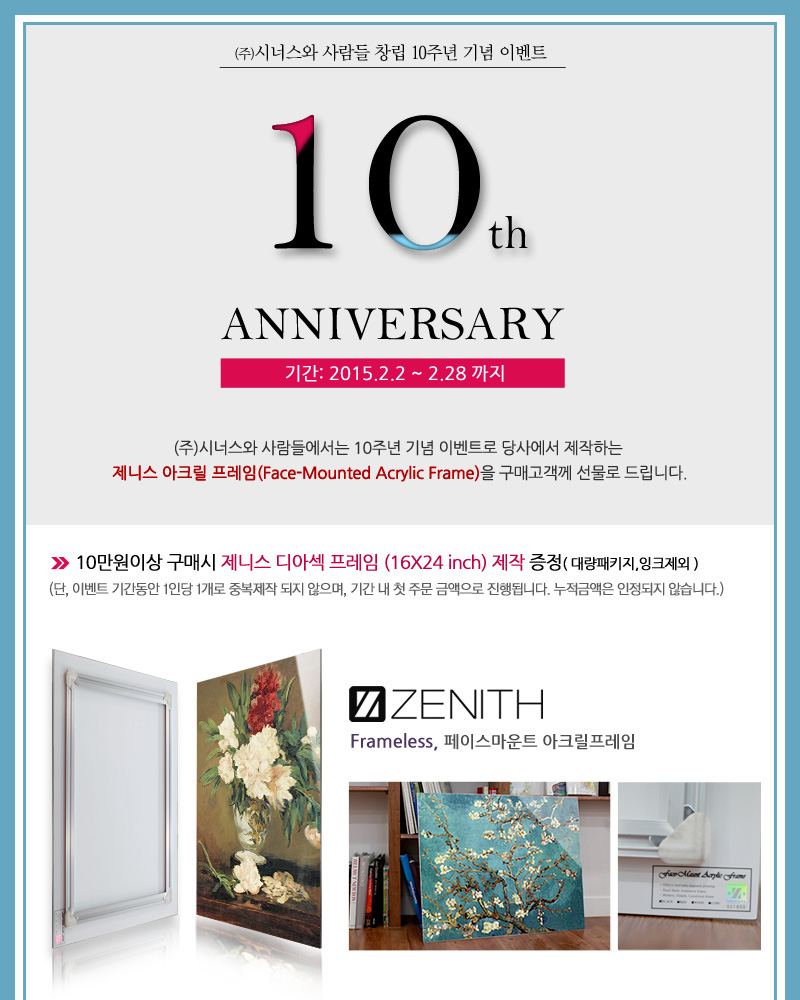 (주)시너스와 사람들 창립 10주년 기념 이벤트
10th
ANNIVERSARY
기간: 2015.2.2 ~ 2.28 까지
(주)시너스와 사람들에서는 10주년 기념 이벤트로 당사에서 제작하는
제니스 아크릴 프레임(Face-Mounted Acrylic Frame)을 구매고객께 선물로 드립니다.
10만원이상 구매시 제니스 디아섹 프레임 (16X24 inch) 제작 증정( 대량패키지,잉크제외 )
(단, 이벤트 기간동안 1인당 1개로 중복제작 되지 않으며, 기간 내 첫 주문 금액으로 진행됩니다. 누적금액은 인정되지 않습니다.)
ZENITH
Frameless, 페이스마운트 아크릴프레임
Face-Mount Acrylic Frame